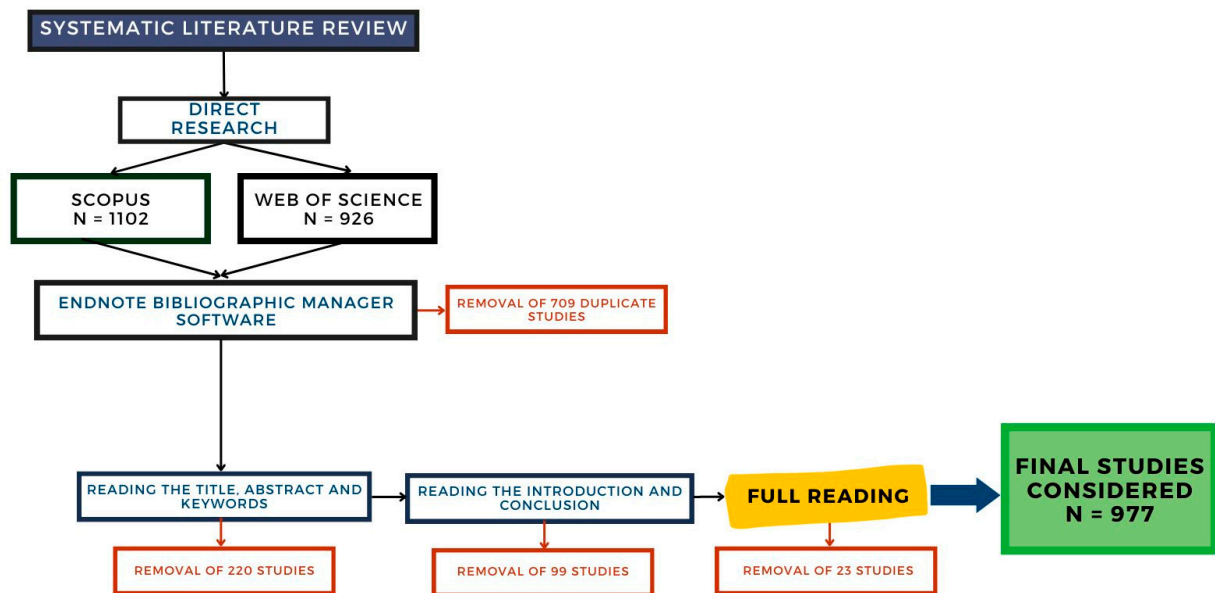 SYSTEMATIC LITERATURE REVIEW
DIRECT
RESEARCH
SCOPUS
N = 1102
WEB OF SCIENCE
N = 926
ENDNOTE BIBLIOGRAPHIC MANAGER
SOFTWARE
REMOVAL OF 709 DUPLICATE
STUDIES
READING THE TITLE, ABSTRACT AND
KEYWORDS
READING THE INTRODUCTION AND
CONCLUSION
FULL READING
FINAL STUDIES
CONSIDERED
N = 977
REMOVAL OF 220 STUDIES
REMOVAL OF 99 STUDIES
REMOVAL OF 23 STUDIES